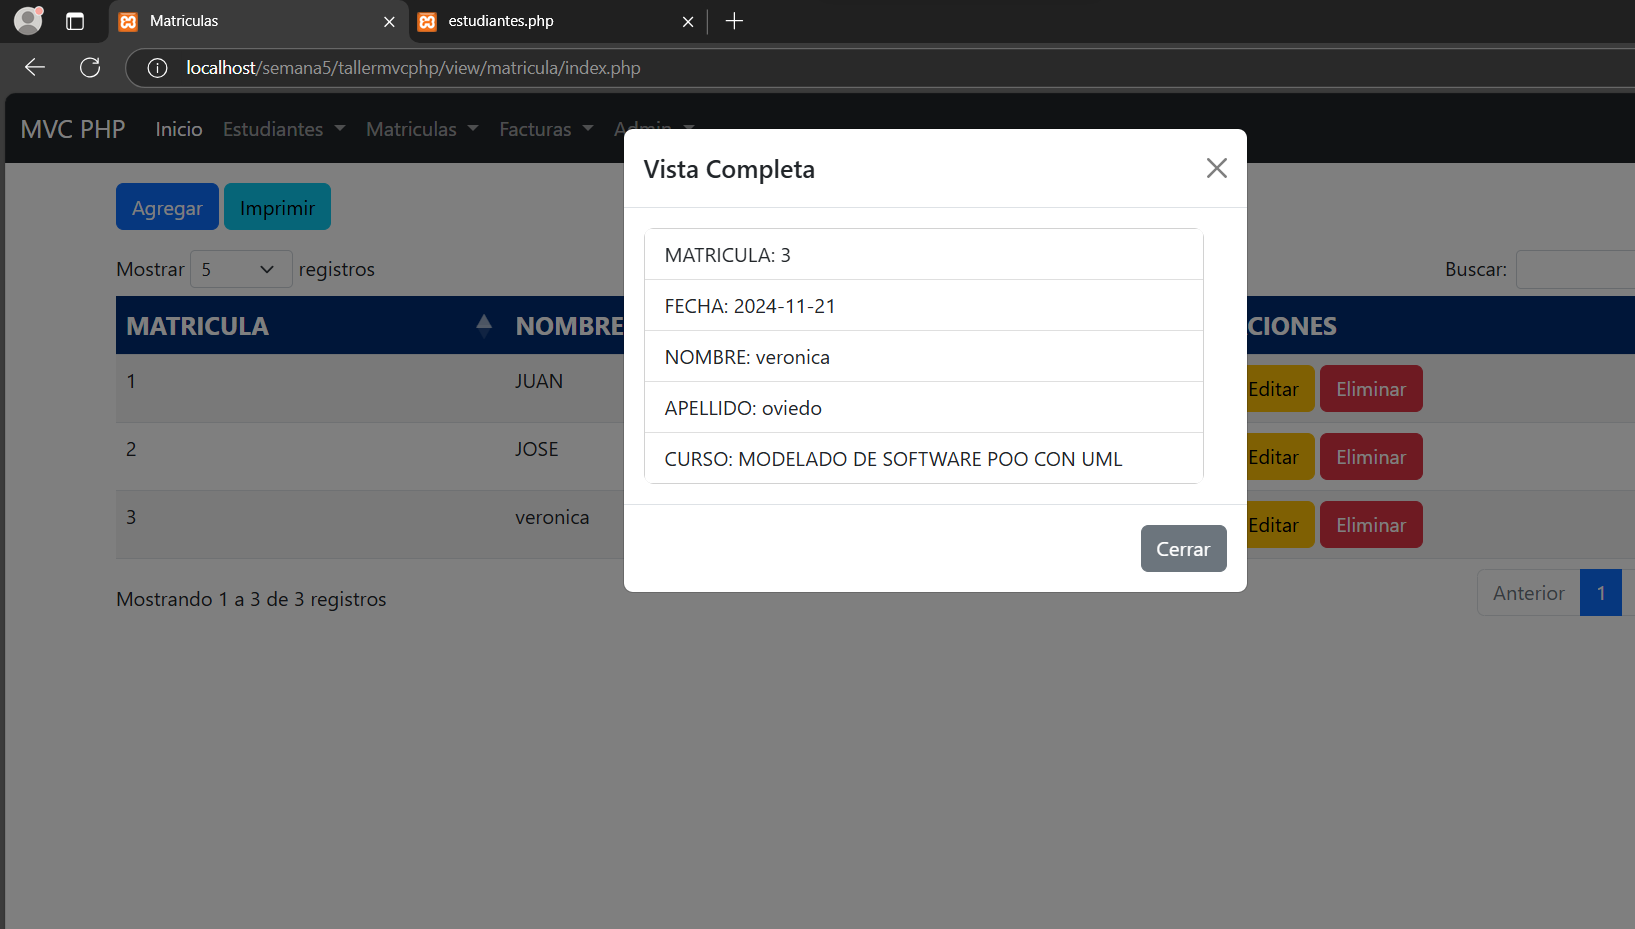 Matriculas
estudiantes.php
localhost/semana5/tallermvcphp/view/matricula/index.php
MVC PHP Inicio Estudiantes Matriculas Facturas Admin
Vista Completa
Agregar Imprimir
MATRICULA: 3
Mostrar 5 registros
Buscar:
FECHA: 2024-11-21
MATRICULA NOMBRE CIONES
NOMBRE: veronica
1 JUAN Editar Eliminar
APELLIDO: oviedo
2 JOSE Editar Eliminar
CURSO: MODELADO DE SOFTWARE POO CON UML
3 veronica Editar Eliminar
Cerrar
Mostrando 1 a 3 de 3 registros
Anterior 1